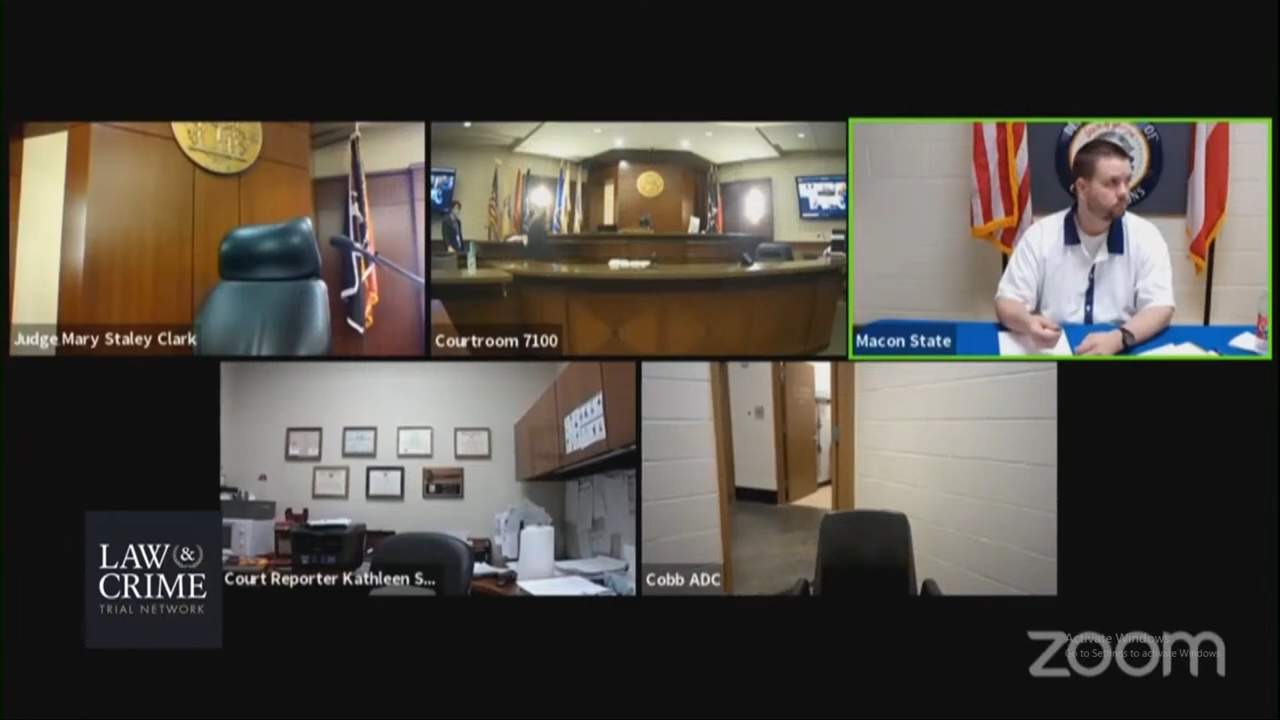 Judge Mary Staley Clark
Courtroom 7100
Macon State
Court Reporter Kathleen S...
Cobb ADC
LAW & CRIME
TRIAL NETWORK
Activate Windows
Go to Settings to activate Windows.
zoom